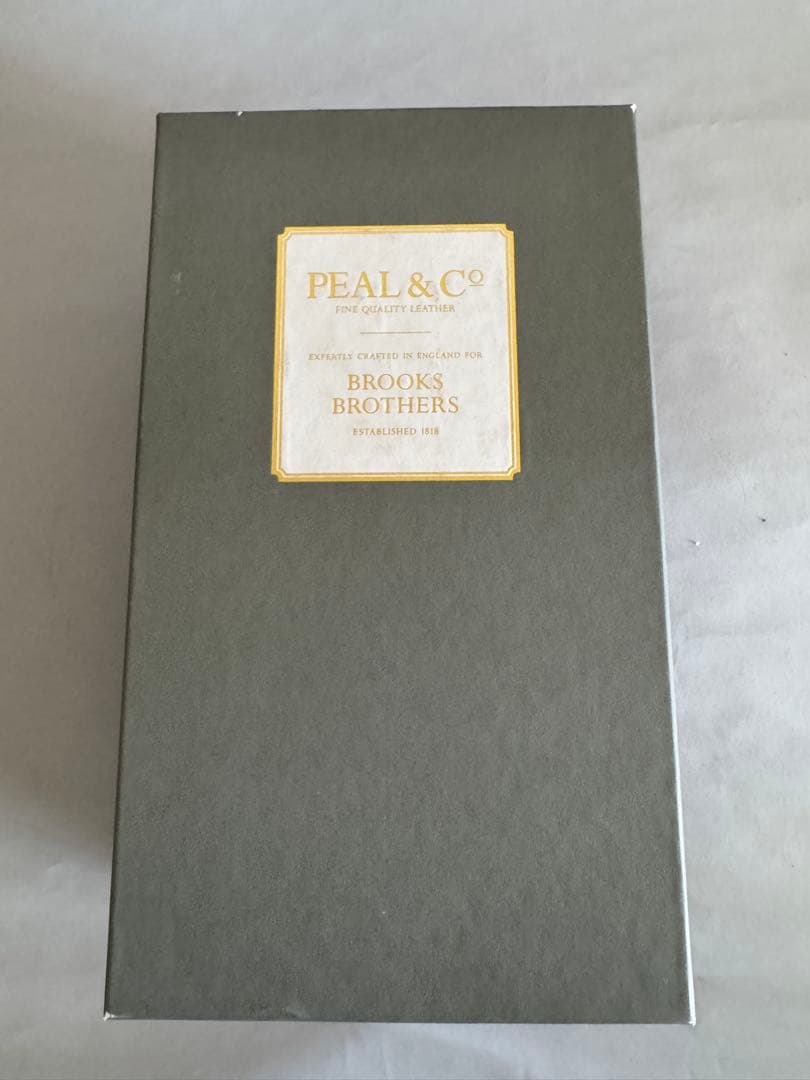 PEAL & Cº
FINE QUALITY LEATHER
EXPERTLY CRAFTED IN ENGLAND FOR
BROOKS
BROTHERS
ESTABLISHED 1818